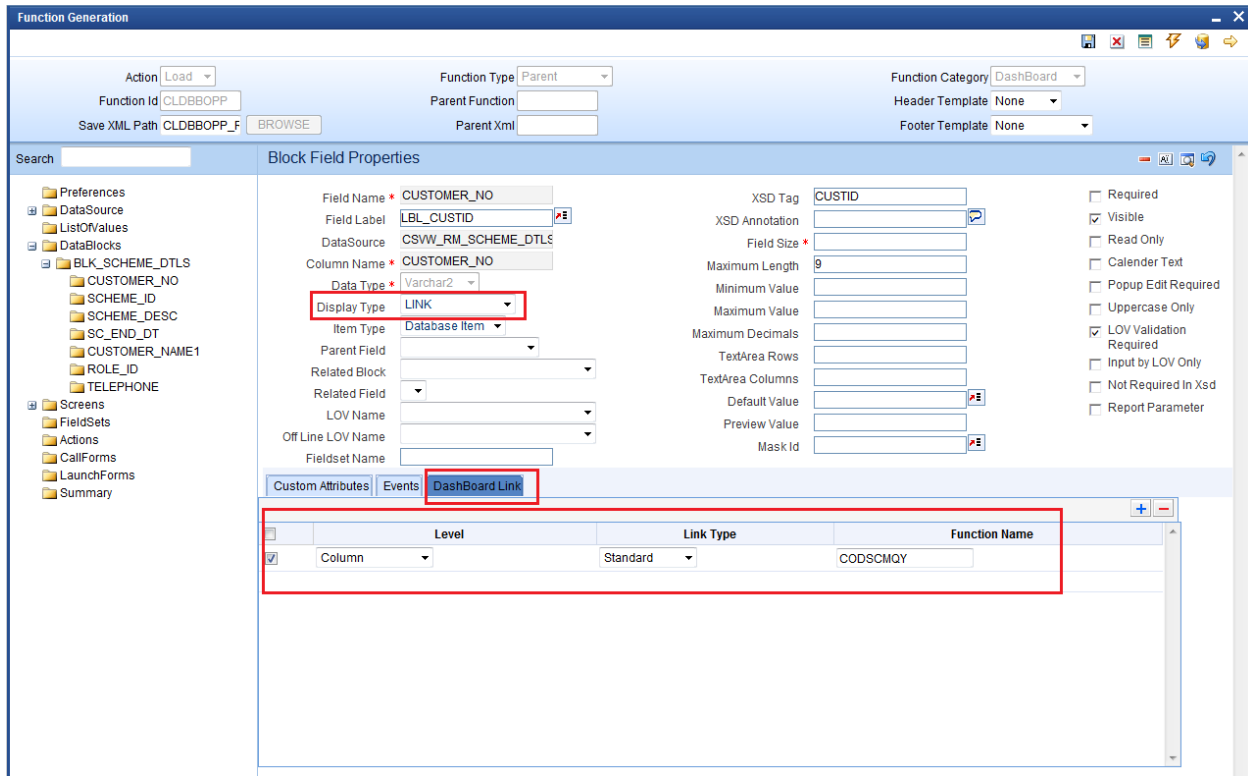 Function Generation
Action Load Function Type Parent Function Category DashBoard
Function Id CLDBBOPP Parent Function Header Template None
Save XML Path CLDBBOPP_F BROWSE Parent Xml Footer Template None
Search
Preferences
DataSource
ListOfValues
DataBlocks
BLK_SCHEME_DTLS
CUSTOMER_NO
SCHEME_ID
SCHEME_DESC
SC_END_DT
CUSTOMER_NAME1
ROLE_ID
TELEPHONE
Screens
FieldSets
Actions
CallForms
LaunchForms
Summary
Block Field Properties
Field Name * CUSTOMER_NO
Field Label LBL_CUSTID
DataSource CSVW_RM_SCHEME_DTLS
Column Name * CUSTOMER_NO
Data Type * Varchar2
Display Type LINK
Item Type Database Item
Parent Field
Related Block
Related Field
LOV Name
Off Line LOV Name
Fieldset Name
XSD Tag CUSTID
XSD Annotation
Field Size *
Maximum Length 9
Minimum Value
Maximum Value
Maximum Decimals
TextArea Rows
TextArea Columns
Default Value
Preview Value
Mask Id
Required
Visible
Read Only
Calender Text
Popup Edit Required
Uppercase Only
LOV Validation
Required
Input by LOV Only
Not Required In Xsd
Report Parameter
Custom Attributes Events DashBoard Link
Level Link Type Function Name
Column Standard CODSCMQY